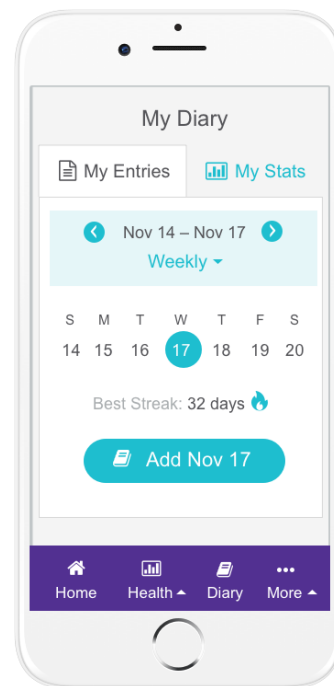 My Diary
My Entries My Stats
Nov 14 – Nov 17
Weekly
S M T W T F S
14 15 16 17 18 19 20
Best Streak: 32 days
Add Nov 17
Home Health Diary More